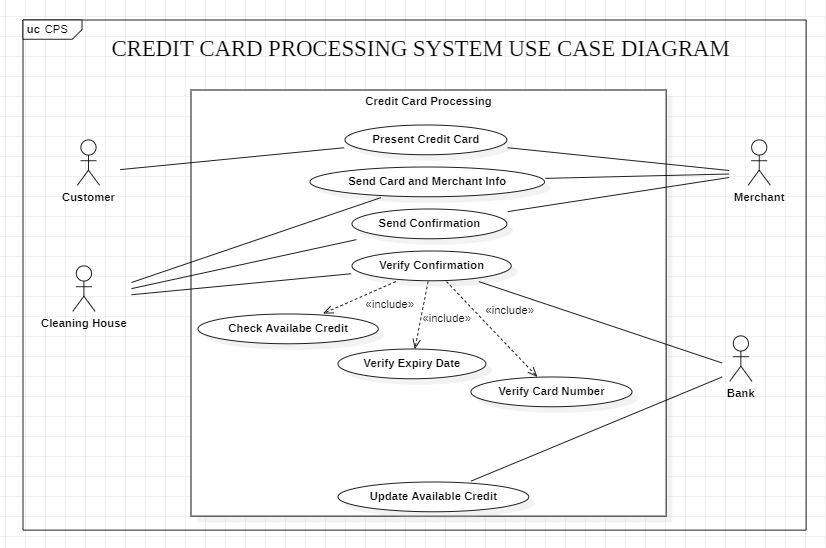 uc CPS
CREDIT CARD PROCESSING SYSTEM USE CASE DIAGRAM
Credit Card Processing
Present Credit Card
Send Card and Merchant Info
Customer
Merchant
Send Confirmation
Verify Confirmation
«include»
«include»
«include»
Cleaning House
Check Availabe Credit
Verify Expiry Date
Verify Card Number
Bank
Update Available Credit